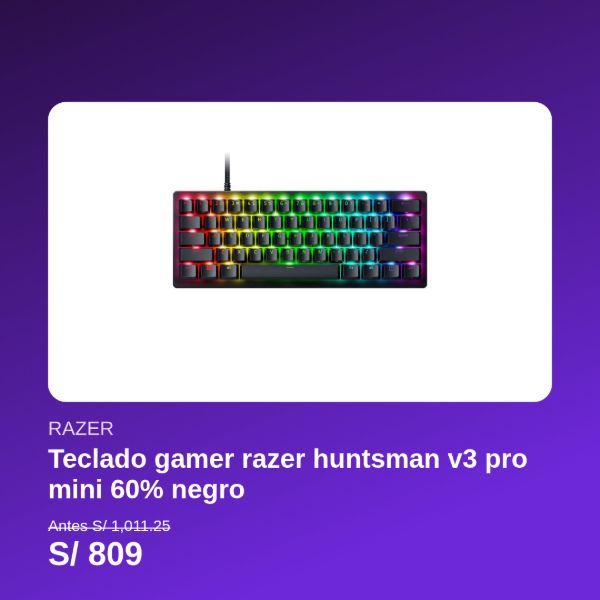 RAZER
Teclado gamer razer huntsman v3 pro
mini 60% negro
Antes S/ 1,011.25
S/ 809